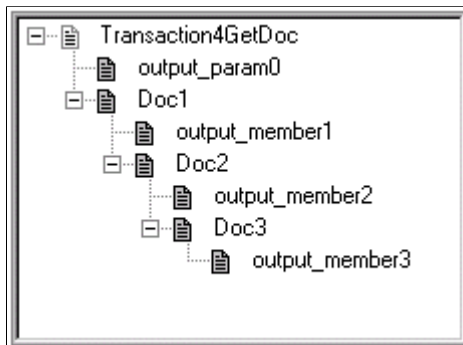 Transaction4GetDoc
output_param0
Doc1
output_member1
Doc2
output_member2
Doc3
output_member3